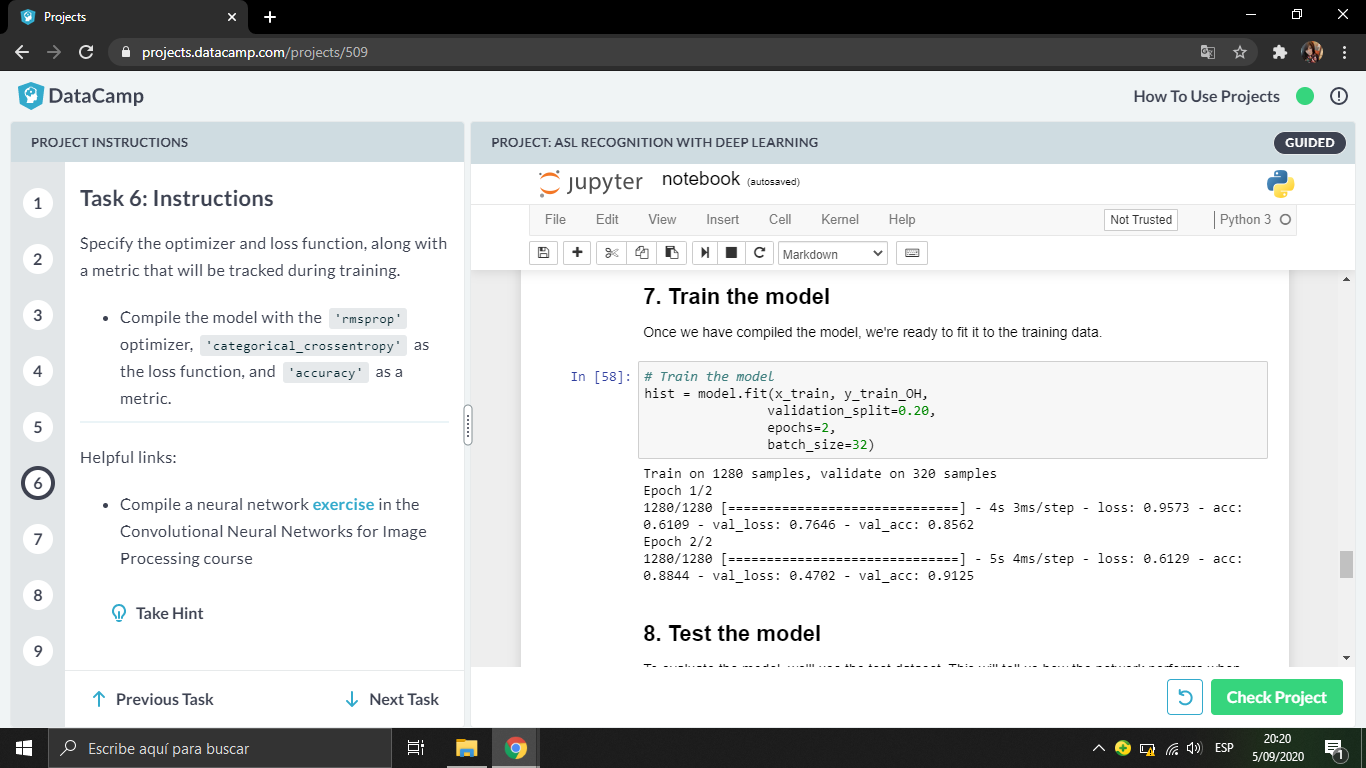 Projects
projects.datacamp.com/projects/509
DataCamp
How To Use Projects
PROJECT INSTRUCTIONS
PROJECT: ASL RECOGNITION WITH DEEP LEARNING
GUIDED
1
2
3
4
5
6
7
8
9
Task 6: Instructions
Specify the optimizer and loss function, along with
a metric that will be tracked during training.
• Compile the model with the 'rmsprop'
optimizer, 'categorical_crossentropy' as
the loss function, and 'accuracy' as a
metric.
Helpful links:
• Compile a neural network exercise in the
Convolutional Neural Networks for Image
Processing course
Take Hint
Previous Task
Next Task
jupyter notebook (autosaved)
File Edit View Insert Cell Kernel Help
Not Trusted
Python 3
Markdown
7. Train the model
Once we have compiled the model, we're ready to fit it to the training data.
In [58]:
# Train the model
hist = model.fit(x_train, y_train_OH,
validation_split=0.20,
epochs=2,
batch_size=32)
Train on 1280 samples, validate on 320 samples
Epoch 1/2
1280/1280 [==============================] - 4s 3ms/step - loss: 0.9573 - acc:
0.6109 - val_loss: 0.7646 - val_acc: 0.8562
Epoch 2/2
1280/1280 [==============================] - 5s 4ms/step - loss: 0.6129 - acc:
0.8844 - val_loss: 0.4702 - val_acc: 0.9125
8. Test the model
Check Project
Escribe aquí para buscar
ESP
20:20
5/09/2020
1